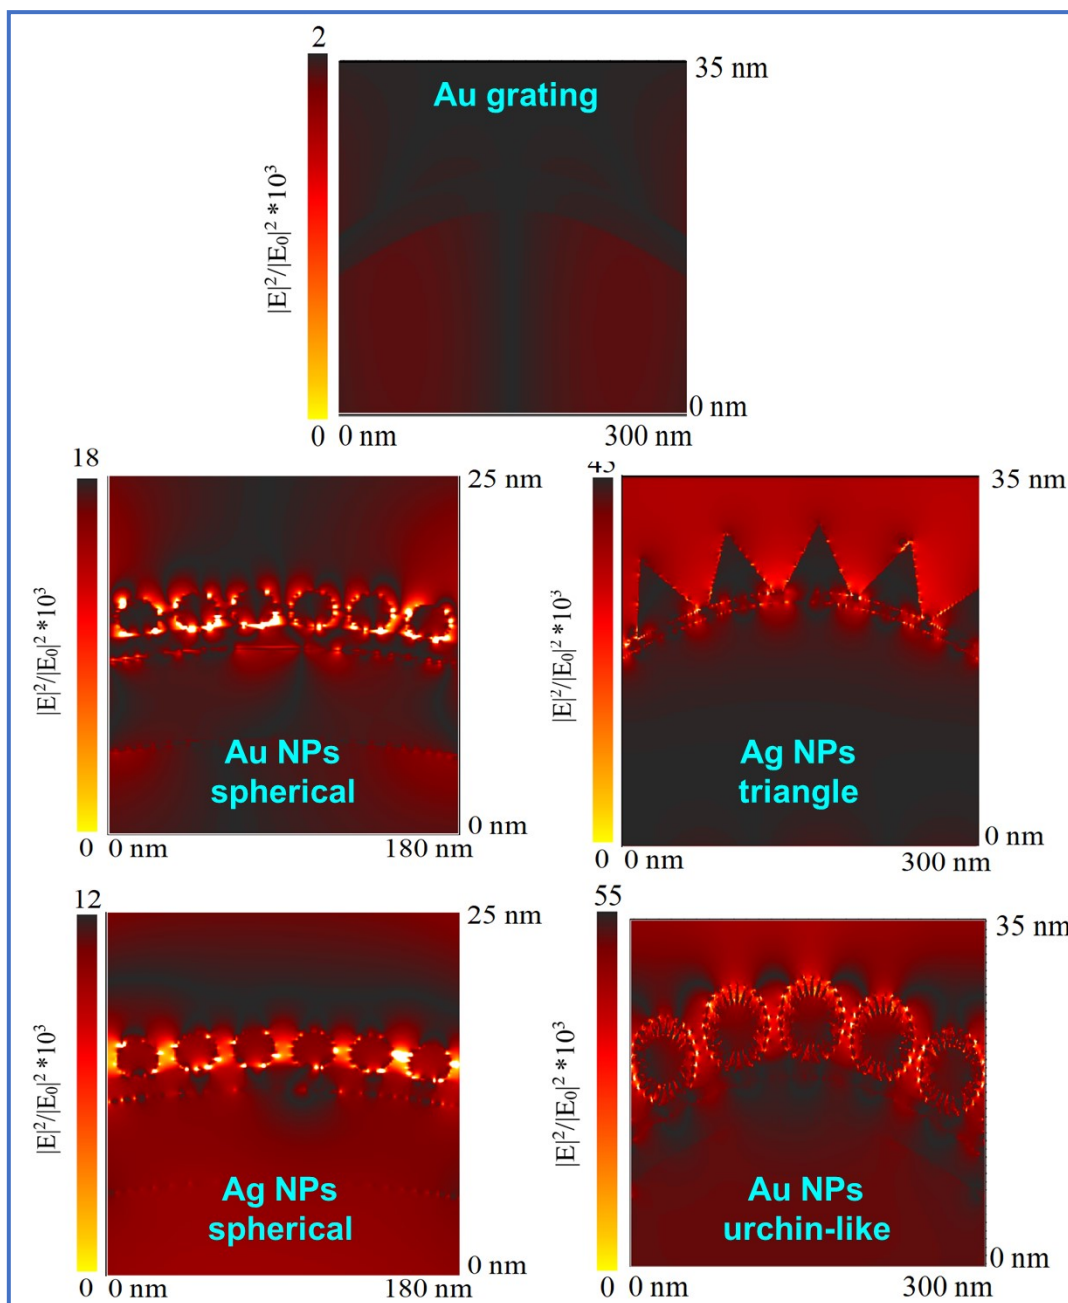 2
35 nm
Au grating
|E|²/|E₀|² *10³
0 nm
0 0 nm 300 nm
18
25 nm
|E|²/|E₀|² *10³
Au NPs
spherical
0 nm
0 0 nm 180 nm
35 nm
|E|²/|E₀|² *10³
Ag NPs
triangle
0 nm
0 0 nm 300 nm
12
25 nm
|E|²/|E₀|² *10³
Ag NPs
spherical
0 nm
0 0 nm 180 nm
55
35 nm
|E|²/|E₀|² *10³
Au NPs
urchin-like
0 nm
0 0 nm 300 nm